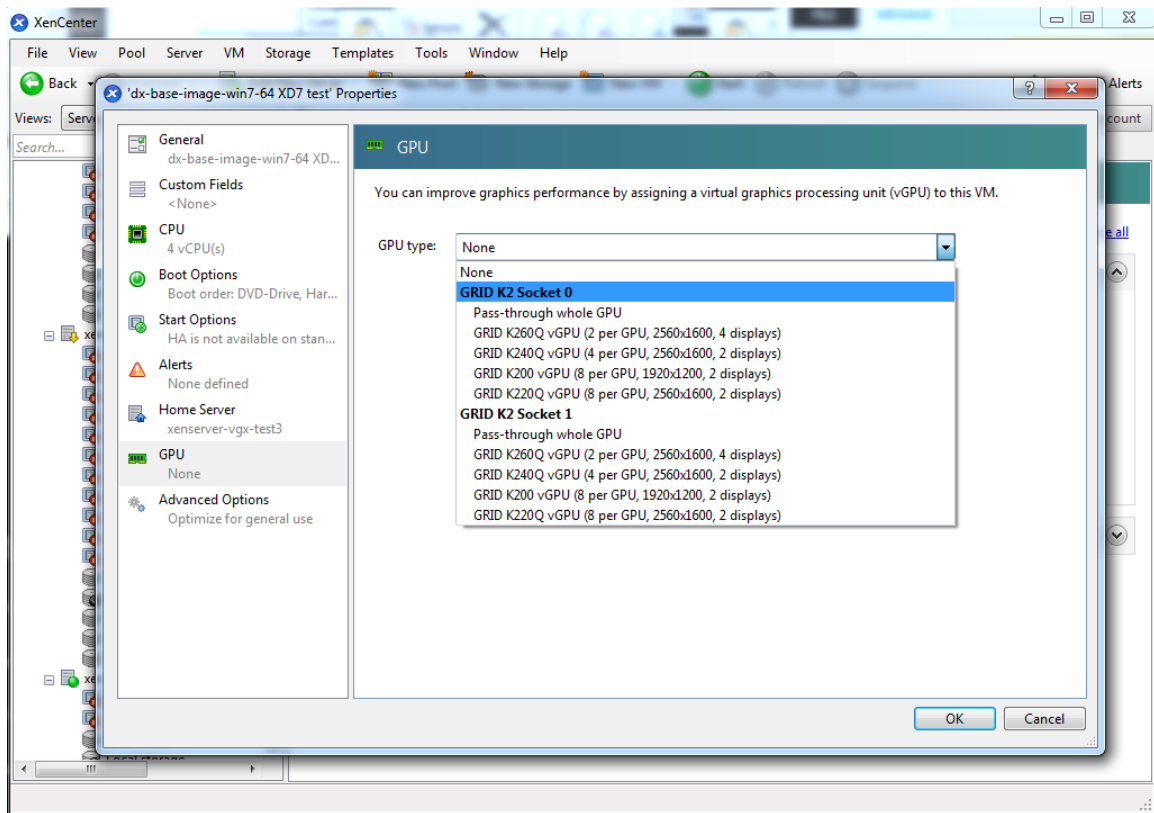 XenCenter
File View Pool Server VM Storage Templates Tools Window Help
Back
Alerts
'dx-base-image-win7-64 XD7 test' Properties
Views: Serv
count
Search...
General
dx-base-image-win7-64 XD...
Custom Fields
<None>
CPU
4 vCPU(s)
Boot Options
Boot order: DVD-Drive, Har...
Start Options
HA is not available on stan...
Alerts
None defined
Home Server
xenserver-vgx-test3
GPU
None
Advanced Options
Optimize for general use
GPU
You can improve graphics performance by assigning a virtual graphics processing unit (vGPU) to this VM.
GPU type: None
None
GRID K2 Socket 0
Pass-through whole GPU
GRID K260Q vGPU (2 per GPU, 2560x1600, 4 displays)
GRID K240Q vGPU (4 per GPU, 2560x1600, 2 displays)
GRID K200 vGPU (8 per GPU, 1920x1200, 2 displays)
GRID K220Q vGPU (8 per GPU, 2560x1600, 2 displays)
GRID K2 Socket 1
Pass-through whole GPU
GRID K260Q vGPU (2 per GPU, 2560x1600, 4 displays)
GRID K240Q vGPU (4 per GPU, 2560x1600, 2 displays)
GRID K200 vGPU (8 per GPU, 1920x1200, 2 displays)
GRID K220Q vGPU (8 per GPU, 2560x1600, 2 displays)
e all
xe
xe
OK Cancel